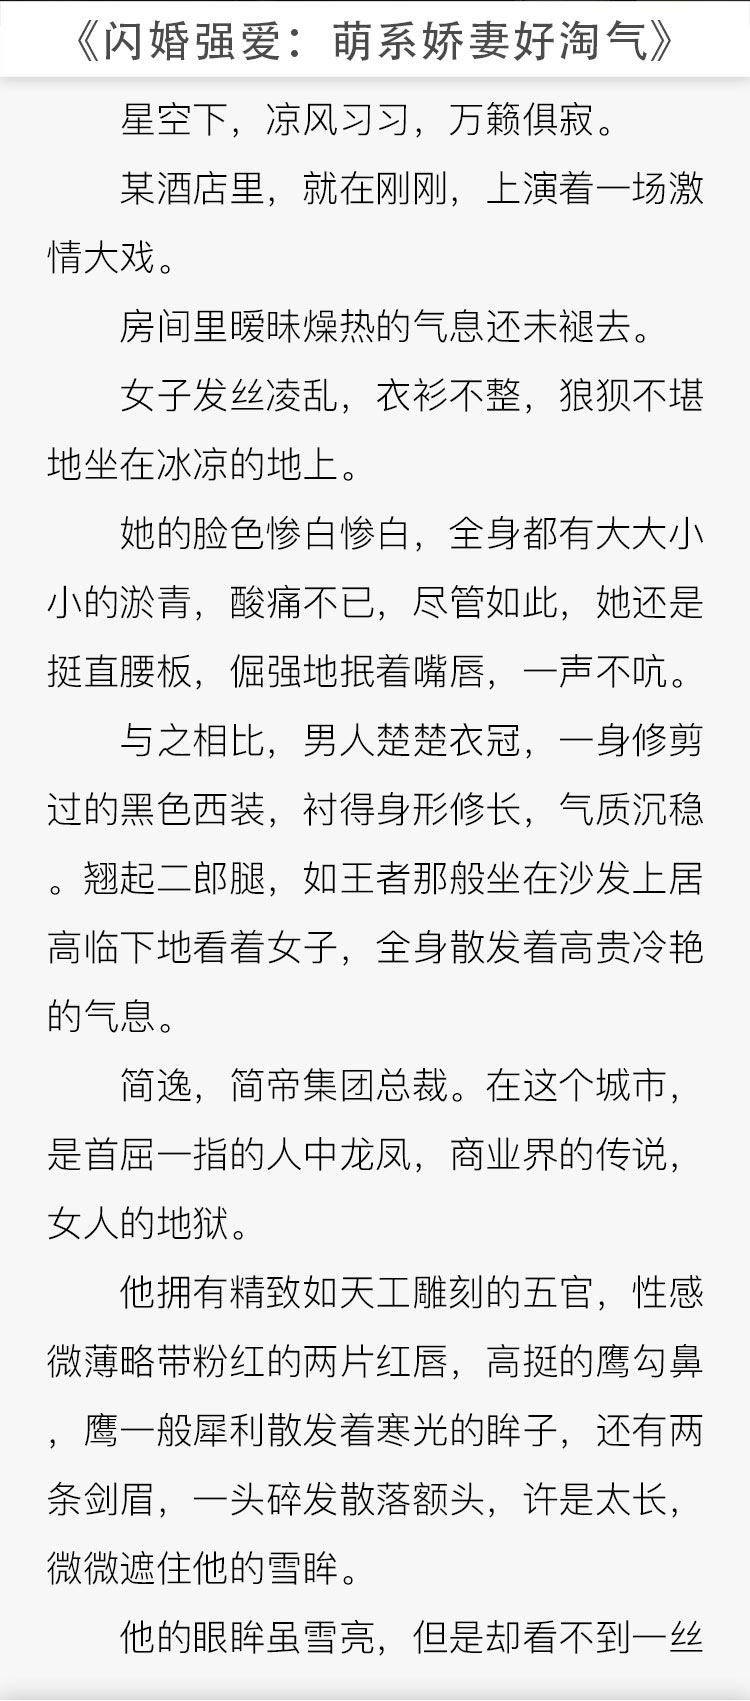 《闪婚强爱：萌系娇妻好淘气》
星空下，凉风习习，万籁俱寂。
某酒店里，就在刚刚，上演着一场激
情大戏。
房间里暧昧燥热的气息还未褪去。
女子发丝凌乱，衣衫不整，狼狈不堪
地坐在冰凉的地上。
她的脸色惨白惨白，全身都有大大小
小的淤青，酸痛不已，尽管如此，她还是
挺直腰板，倔强地抿着嘴唇，一声不吭。
与之相比，男人楚楚衣冠，一身修剪
过的黑色西装，衬得身形修长，气质沉稳
。翘起二郎腿，如王者那般坐在沙发上居
高临下地看着女子，全身散发着高贵冷艳
的气息。
简逸，简帝集团总裁。在这个城市，
是首屈一指的人中龙凤，商业界的传说，
女人的地狱。
他拥有精致如天工雕刻的五官，性感
微薄略带粉红的两片红唇，高挺的鹰勾鼻
，鹰一般犀利散发着寒光的眸子，还有两
条剑眉，一头碎发散落额头，许是太长，
微微遮住他的雪眸。
他的眼眸虽雪亮，但是却看不到一丝